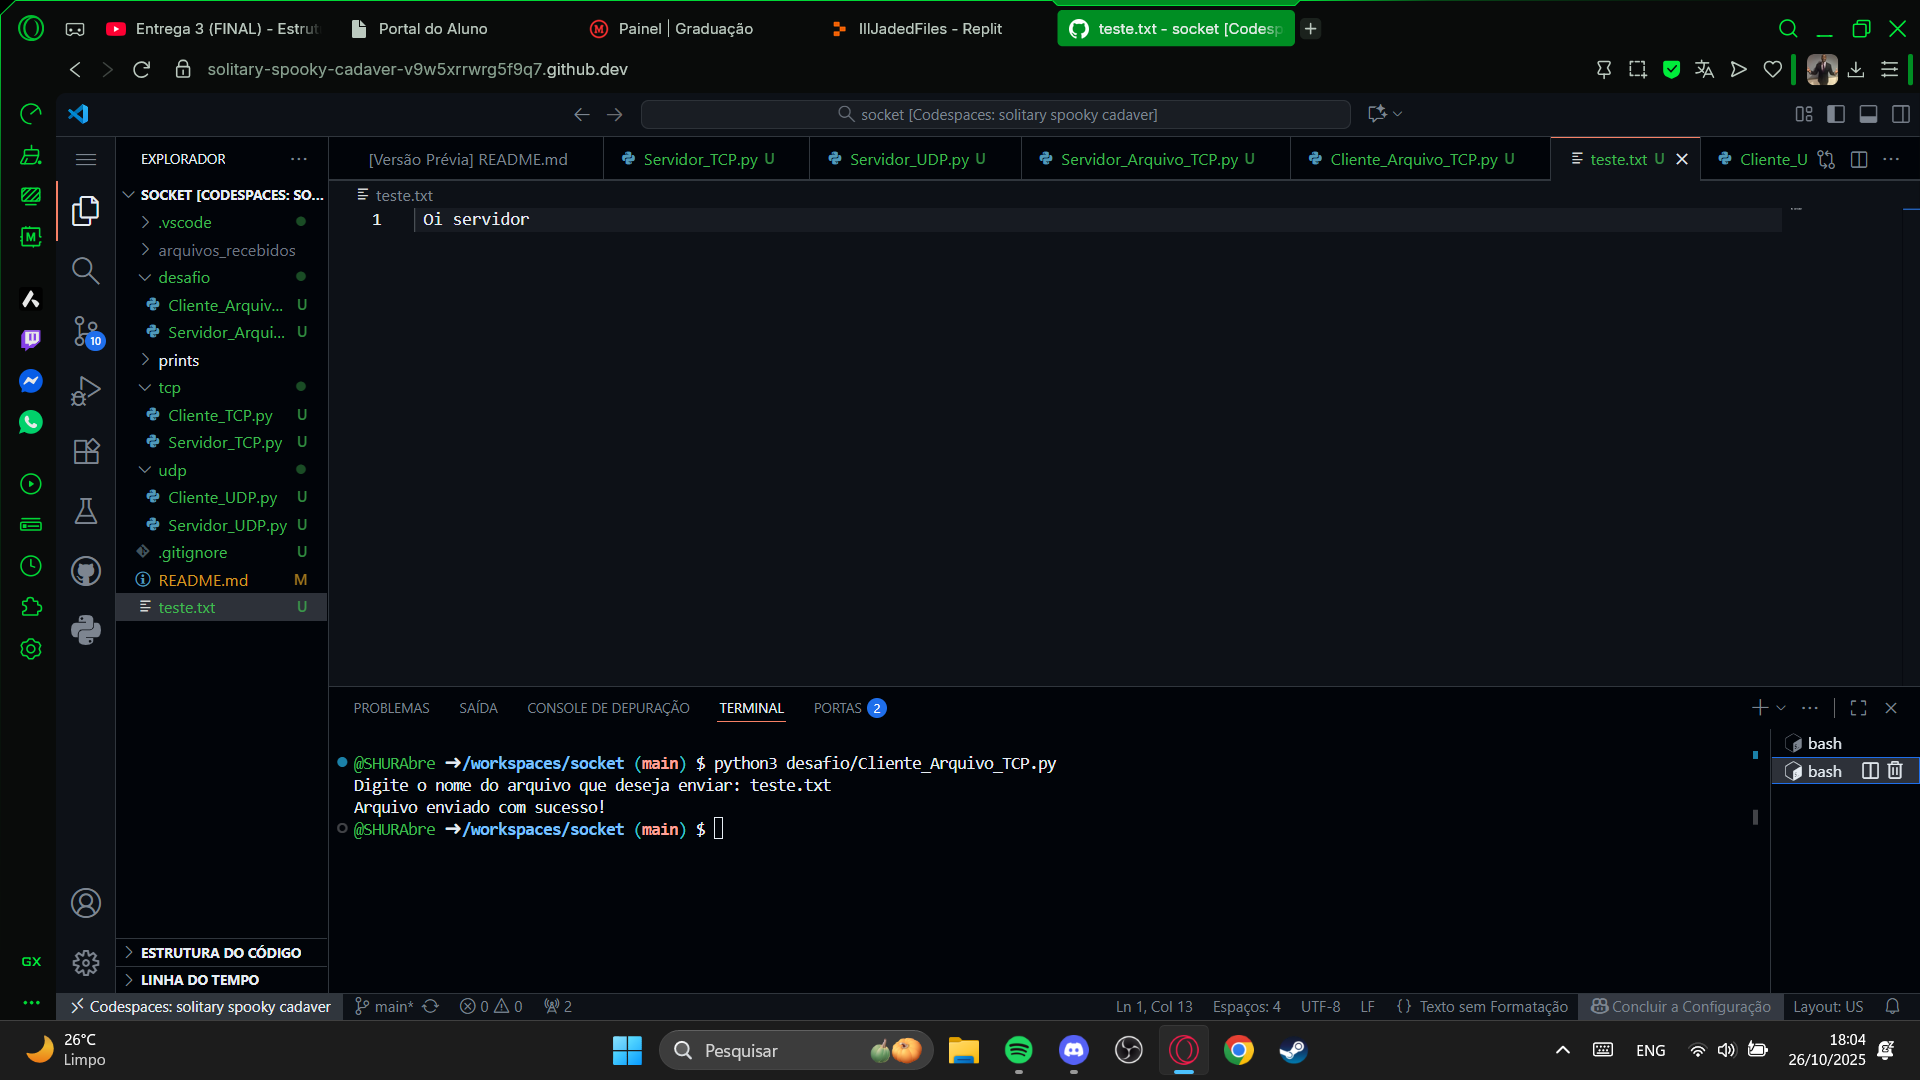 Entrega 3 (FINAL) - Estrut
Portal do Aluno
Painel | Graduação
IllJadedFiles - Replit
teste.txt - socket [Codesp
solitary-spooky-cadaver-v9w5xrrwrg5f9q7.github.dev
socket [Codespaces: solitary spooky cadaver]
EXPLORADOR
[Versão Prévia] README.md
Servidor_TCP.py U
Servidor_UDP.py U
Servidor_Arquivo_TCP.py U
Cliente_Arquivo_TCP.py U
teste.txt U
Cliente_U
SOCKET [CODESPACES: SO...
.vscode
arquivos_recebidos
desafio
Cliente_Arquiv... U
Servidor_Arqui... U
prints
tcp
Cliente_TCP.py U
Servidor_TCP.py U
udp
Cliente_UDP.py U
Servidor_UDP.py U
.gitignore U
README.md M
teste.txt U
10
teste.txt
1 Oi servidor
PROBLEMAS
SAÍDA
CONSOLE DE DEPURAÇÃO
TERMINAL
PORTAS 2
@SHURAbre ➜/workspaces/socket (main) $ python3 desafio/Cliente_Arquivo_TCP.py
Digite o nome do arquivo que deseja enviar: teste.txt
Arquivo enviado com sucesso!
@SHURAbre ➜/workspaces/socket (main) $
bash
bash
ESTRUTURA DO CÓDIGO
LINHA DO TEMPO
GX
Codespaces: solitary spooky cadaver
main*
0 0
2
Ln 1, Col 13
Espaços: 4
UTF-8
LF
{} Texto sem Formatação
Concluir a Configuração
Layout: US
26°C
Limpo
Pesquisar
ENG
18:04
26/10/2025